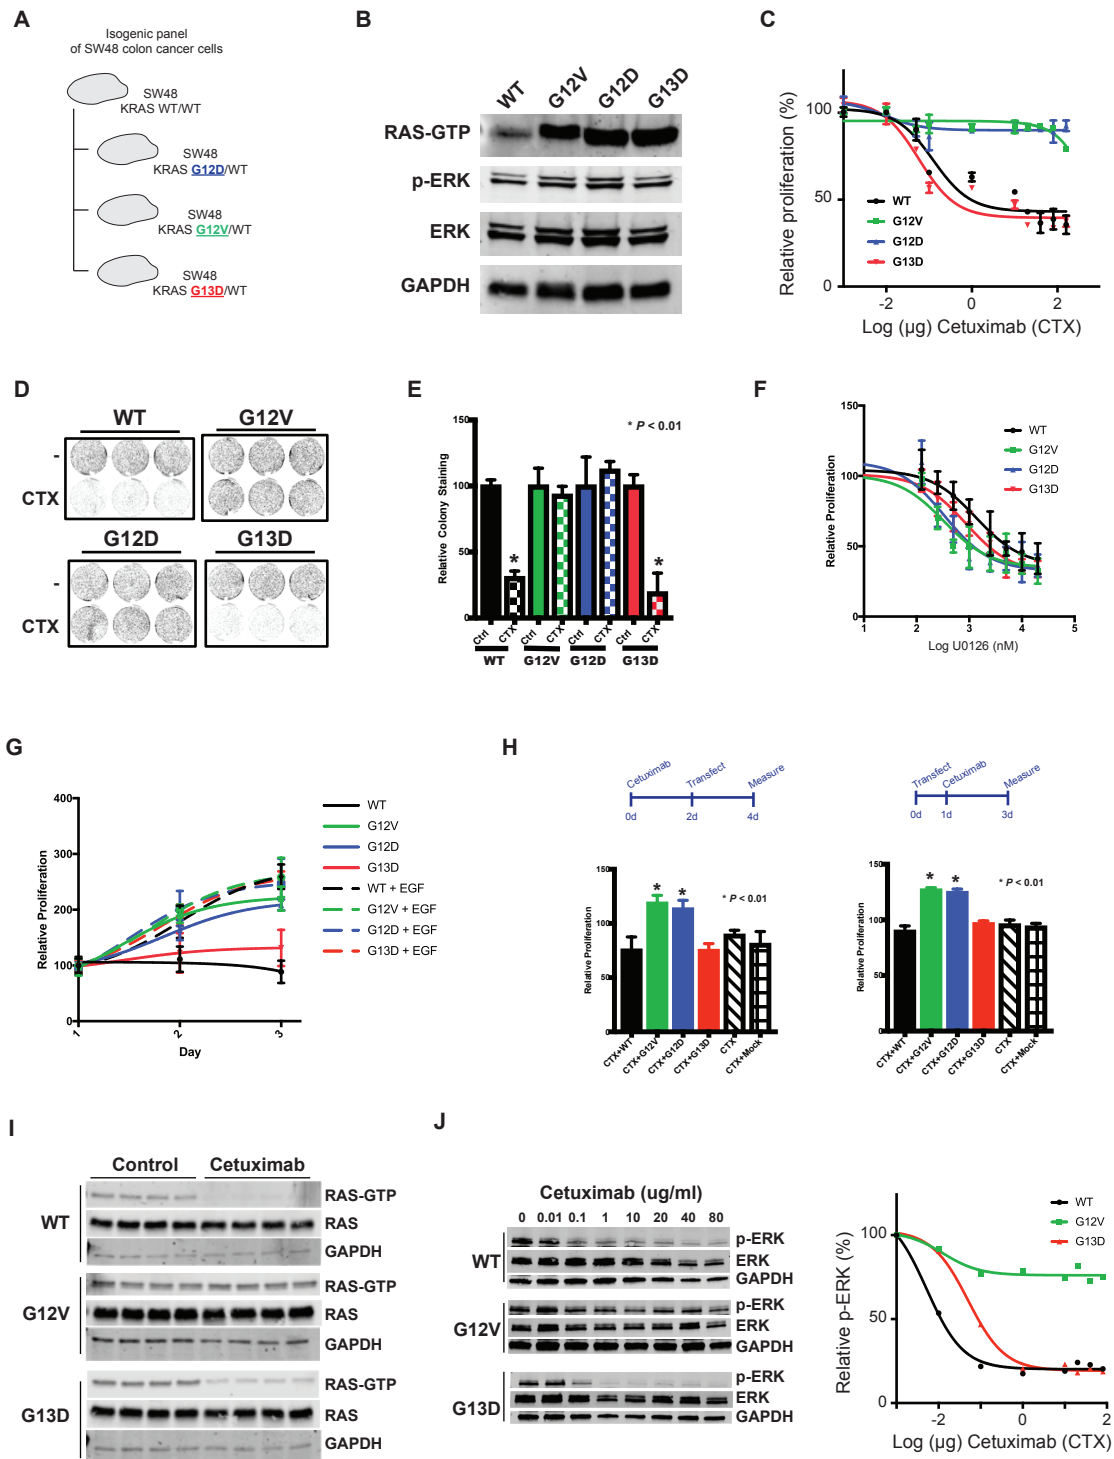 A
Isogenic panel
of SW48 colon cancer cells
SW48
KRAS WT/WT
SW48
KRAS G12D/WT
SW48
KRAS G12V/WT
SW48
KRAS G13D/WT
B
WT
G12V
G12D
G13D
RAS-GTP
p-ERK
ERK
GAPDH
C
Relative proliferation (%)
100
50
0
WT
G12V
G12D
G13D
-2
0
2
Log (µg) Cetuximab (CTX)
D
WT
G12V
-
CTX
G12D
G13D
-
CTX
E
Relative Colony Staining
150
100
50
0
* P < 0.01
*
*
Ctrl
CTX
Ctrl
CTX
Ctrl
CTX
Ctrl
CTX
WT
G12V
G12D
G13D
F
Relative Proliferation
150
100
50
0
WT
G12V
G12D
G13D
1
2
3
4
5
Log U0126 (nM)
G
Relative Proliferation
400
300
200
100
0
1
2
3
Day
WT
G12V
G12D
G13D
WT + EGF
G12V + EGF
G12D + EGF
G13D + EGF
H
Cetuximab
Transfect
Measure
0d
2d
4d
Relative Proliferation
150
100
50
0
*
*
* P < 0.01
CTX+WT
CTX+G12V
CTX+G12D
CTX+G13D
CTX
CTX+Mock
Transfect
Cetuximab
Measure
0d
1d
3d
Relative Proliferation
150
100
50
0
*
*
* P < 0.01
CTX+WT
CTX+G12V
CTX+G12D
CTX+G13D
CTX
CTX+Mock
I
Control
Cetuximab
WT
RAS-GTP
RAS
GAPDH
G12V
RAS-GTP
RAS
GAPDH
G13D
RAS-GTP
RAS
GAPDH
J
Cetuximab (ug/ml)
0 0.01 0.1 1 10 20 40 80
WT
p-ERK
ERK
GAPDH
G12V
p-ERK
ERK
GAPDH
G13D
p-ERK
ERK
GAPDH
Relative p-ERK (%)
100
50
0
WT
G12V
G13D
-2
0
2
Log (µg) Cetuximab (CTX)